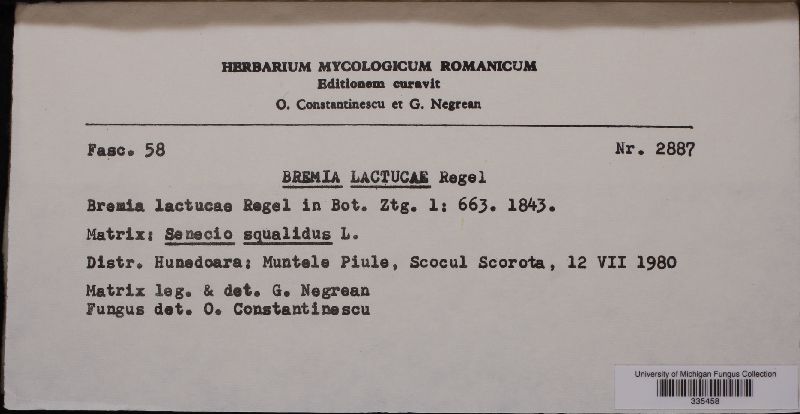 HERBARIUM MYCOLOGICUM ROMANICUM
Editionem curavit
O. Constantinescu et G. Negrean
Fasc. 58 Nr. 2887
BREMIA LACTUCAE Regel
Bremia lactucae Regel in Bot. Ztg. 1: 663. 1843.
Matrix: Senecio squalidus L.
Distr. Hunedoara; Muntele Piule, Scocul Scorota, 12 VII 1980
Matrix leg. & det. G. Negrean
Fungus det. O. Constantinescu
University of Michigan Fungus Collection
335458